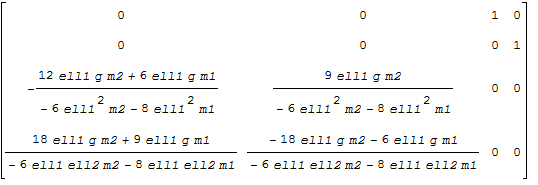 0 0 1 0
0 0 0 1
- 12 ell1 g m2 + 6 ell1 g m1 / - 6 ell1^2 m2 - 8 ell1^2 m1 9 ell1 g m2 / - 6 ell1^2 m2 - 8 ell1^2 m1 0 0
18 ell1 g m2 + 9 ell1 g m1 / - 6 ell1 ell2 m2 - 8 ell1 ell2 m1 - 18 ell1 g m2 - 6 ell1 g m1 / - 6 ell1 ell2 m2 - 8 ell1 ell2 m1 0 0